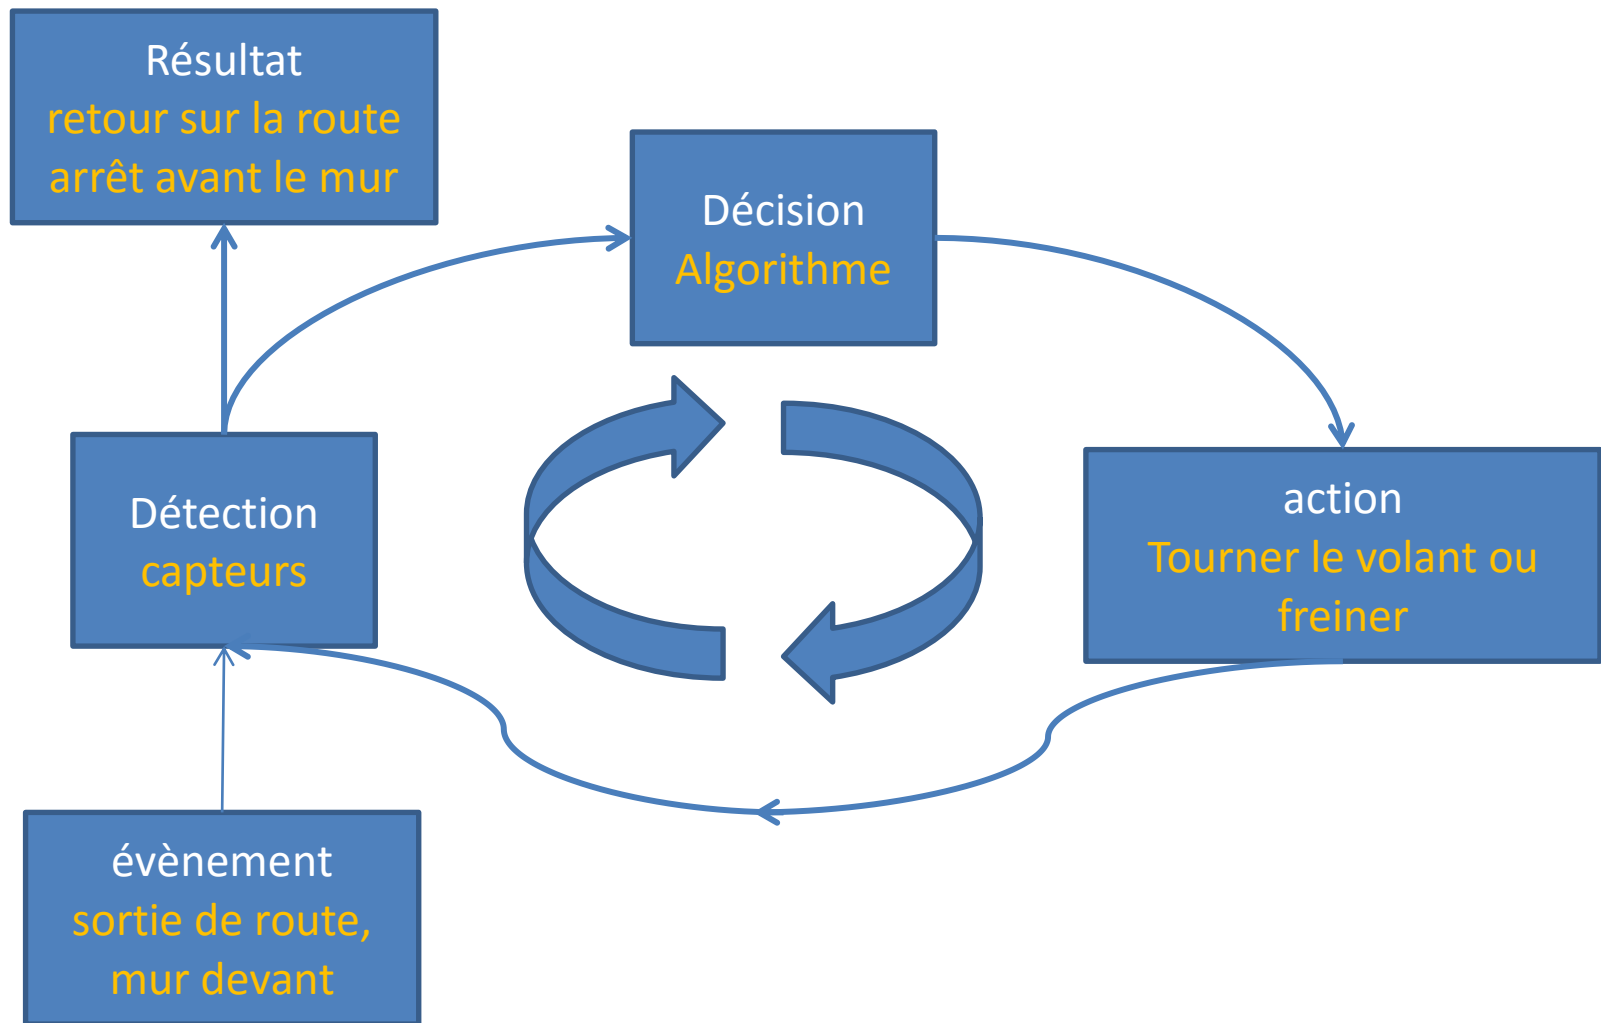 Résultat
retour sur la route
arrêt avant le mur
Décision
Algorithme
Détection
capteurs
action
Tourner le volant ou
freiner
évènement
sortie de route,
mur devant